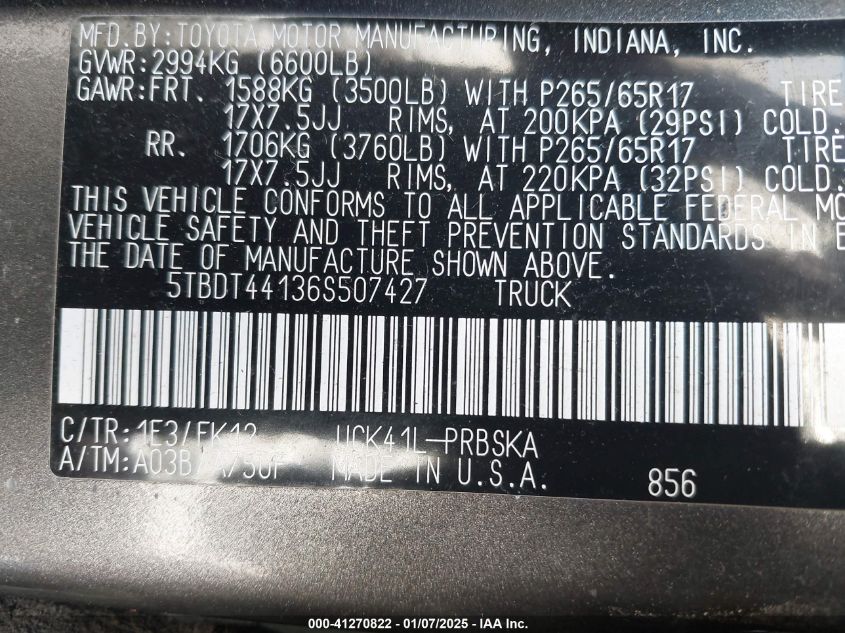 MFD.BY:TOYOTA MOTOR MANUFACTURING, INDIANA, INC.
GVWR:2994KG (6600LB)
GAWR:FRT. 1588KG (3500LB) WITH P265/65R17 TIRE
17X7.5JJ RIMS, AT 200KPA (29PSI) COLD.
RR. 1706KG (3760LB) WITH P265/65R17 TIRE
17X7.5JJ RIMS, AT 220KPA (32PSI) COLD.
THIS VEHICLE CONFORMS TO ALL APPLICABLE FEDERAL MO
VEHICLE SAFETY AND THEFT PREVENTION STANDARDS IN E
THE DATE OF MANUFACTURE SHOWN ABOVE.
5TBDT44136S507427 TRUCK
C/TR:1E3/FK12 UCK41L-PRBSKA
A/TM: MADE IN U.S.A. 856
000-41270822 - 01/07/2025 - IAA Inc.